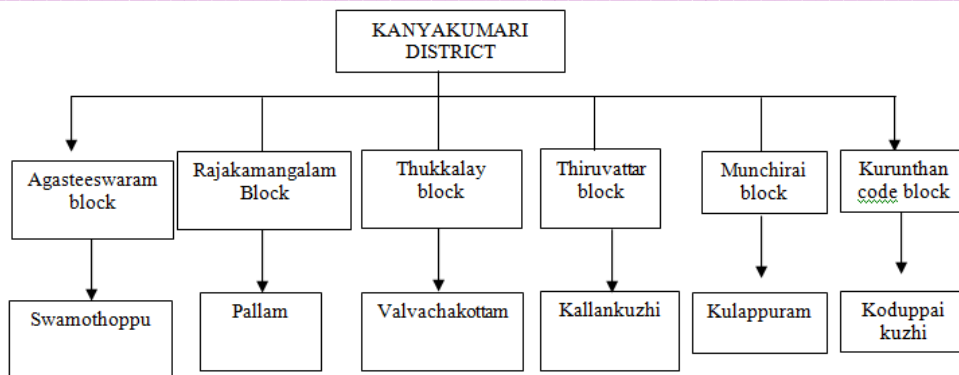 KANYAKUMARI
DISTRICT
Agasteeswaram
block
Rajakamangalam
Block
Thukkalay
block
Thiruvattar
block
Munchirai
block
Kurunthan
code block
Swamothoppu
Pallam
Valvachakottam
Kallankuzhi
Kulappuram
Koduppai
kuzhi